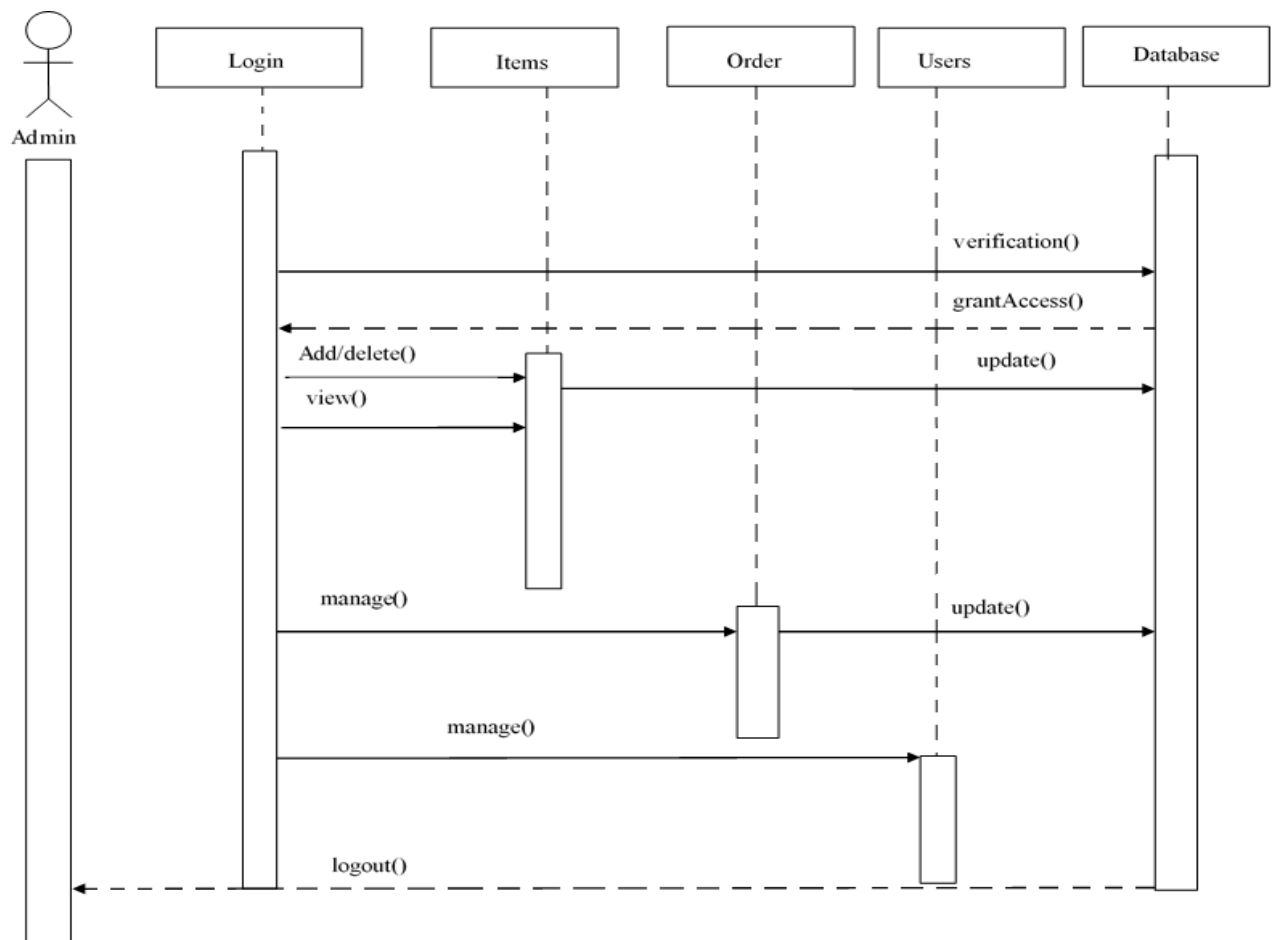 Login
Items
Order
Users
Database
Admin
verification()
grantAccess()
Add/delete()
update()
view()
manage()
update()
manage()
logout()